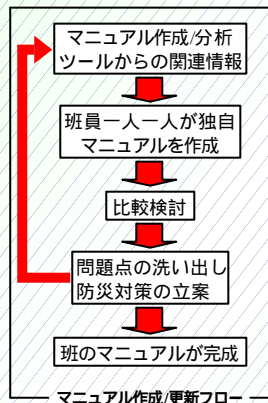 マニュアル作成/分析
ツールからの関連情報
班員一人一人が独自
マニュアルを作成
比較検討
問題点の洗い出し
防災対策の立案
班のマニュアルが完成
マニュアル作成/更新フロー